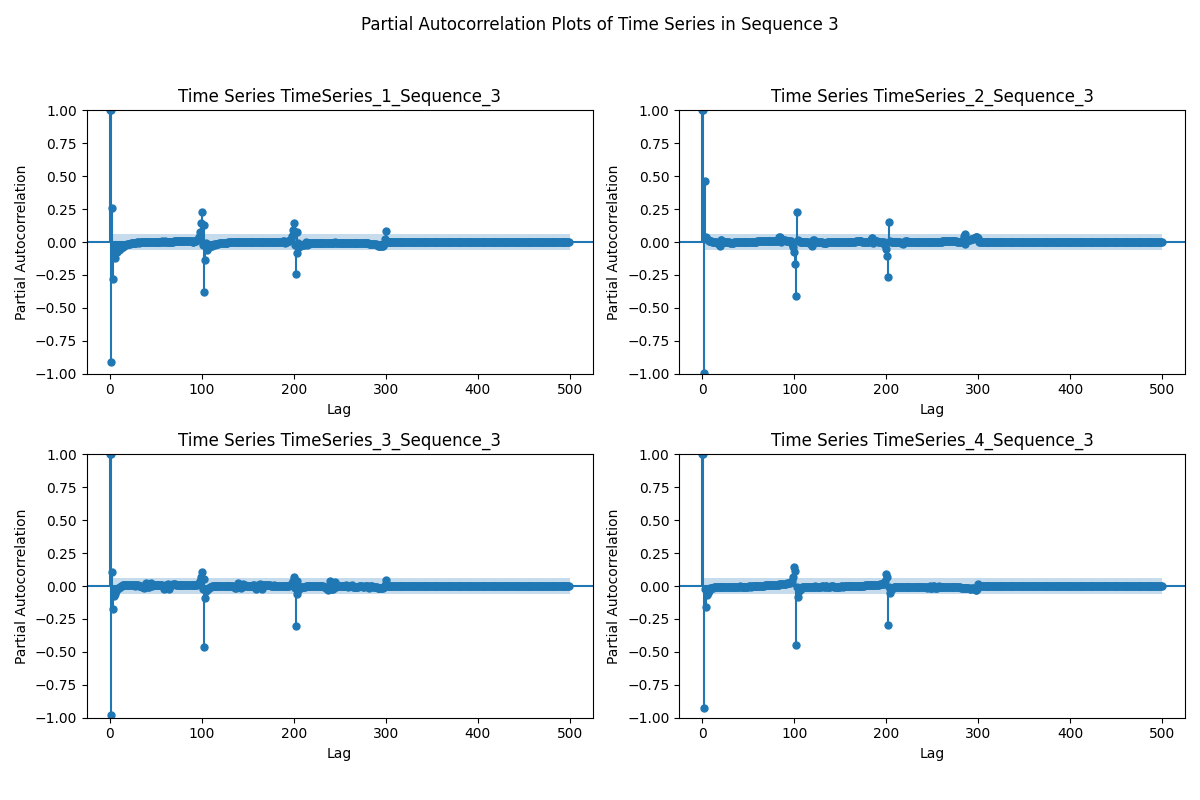 Partial Autocorrelation Plots of Time Series in Sequence 3
Time Series TimeSeries_1_Sequence_3
1.00
0.75
0.50
0.25
0.00
−0.25
−0.50
−0.75
−1.00
Partial Autocorrelation
0 100 200 300 400 500
Lag
Time Series TimeSeries_2_Sequence_3
1.00
0.75
0.50
0.25
0.00
−0.25
−0.50
−0.75
−1.00
Partial Autocorrelation
0 100 200 300 400 500
Lag
Time Series TimeSeries_3_Sequence_3
1.00
0.75
0.50
0.25
0.00
−0.25
−0.50
−0.75
−1.00
Partial Autocorrelation
0 100 200 300 400 500
Lag
Time Series TimeSeries_4_Sequence_3
1.00
0.75
0.50
0.25
0.00
−0.25
−0.50
−0.75
−1.00
Partial Autocorrelation
0 100 200 300 400 500
Lag